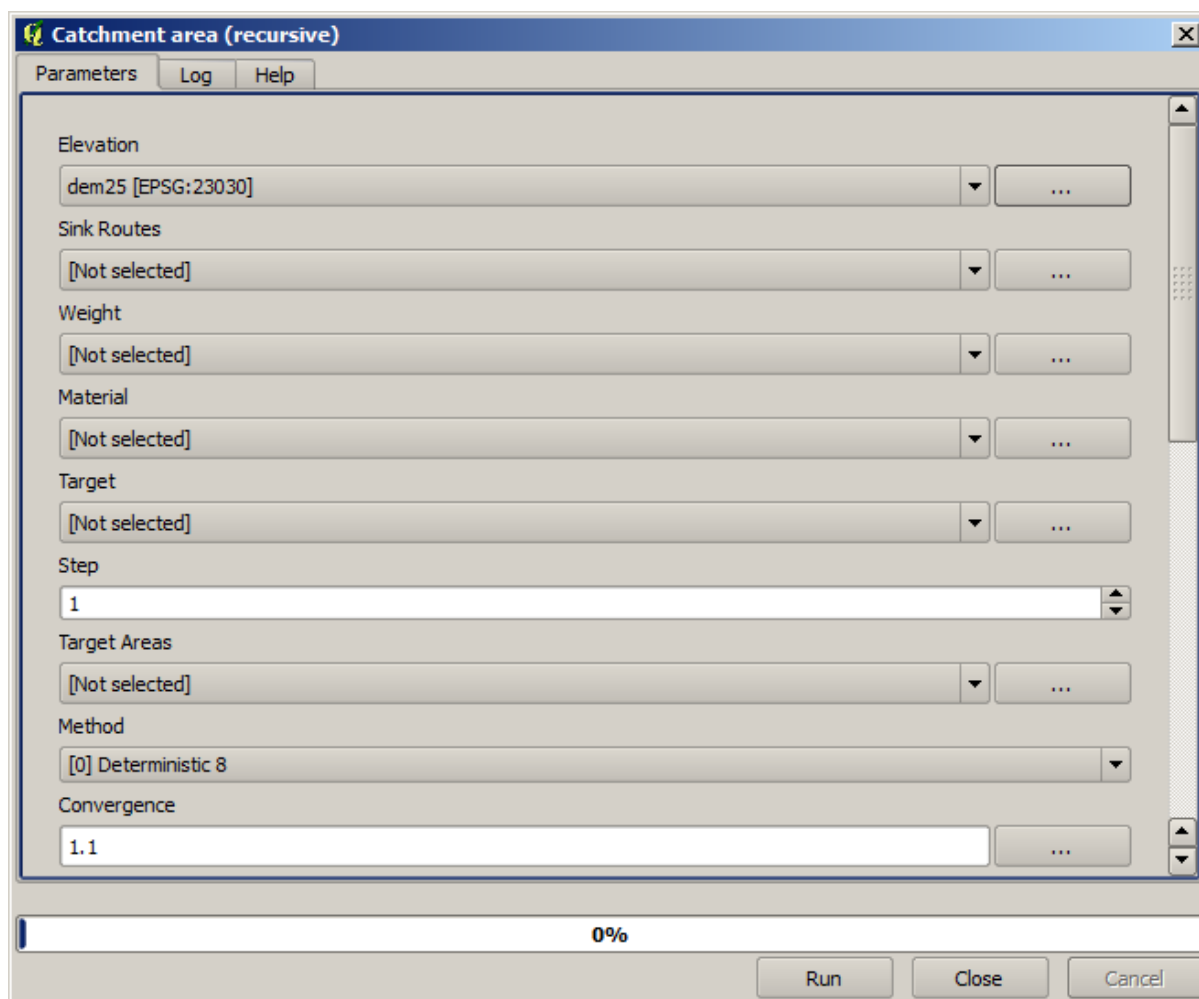 Catchment area (recursive)
Parameters Log Help
Elevation
dem25 [EPSG:23030]
...
Sink Routes
[Not selected]
...
Weight
[Not selected]
...
Material
[Not selected]
...
Target
[Not selected]
...
Step
1
Target Areas
[Not selected]
...
Method
[0] Deterministic 8
Convergence
1.1
...
0%
Run Close Cancel